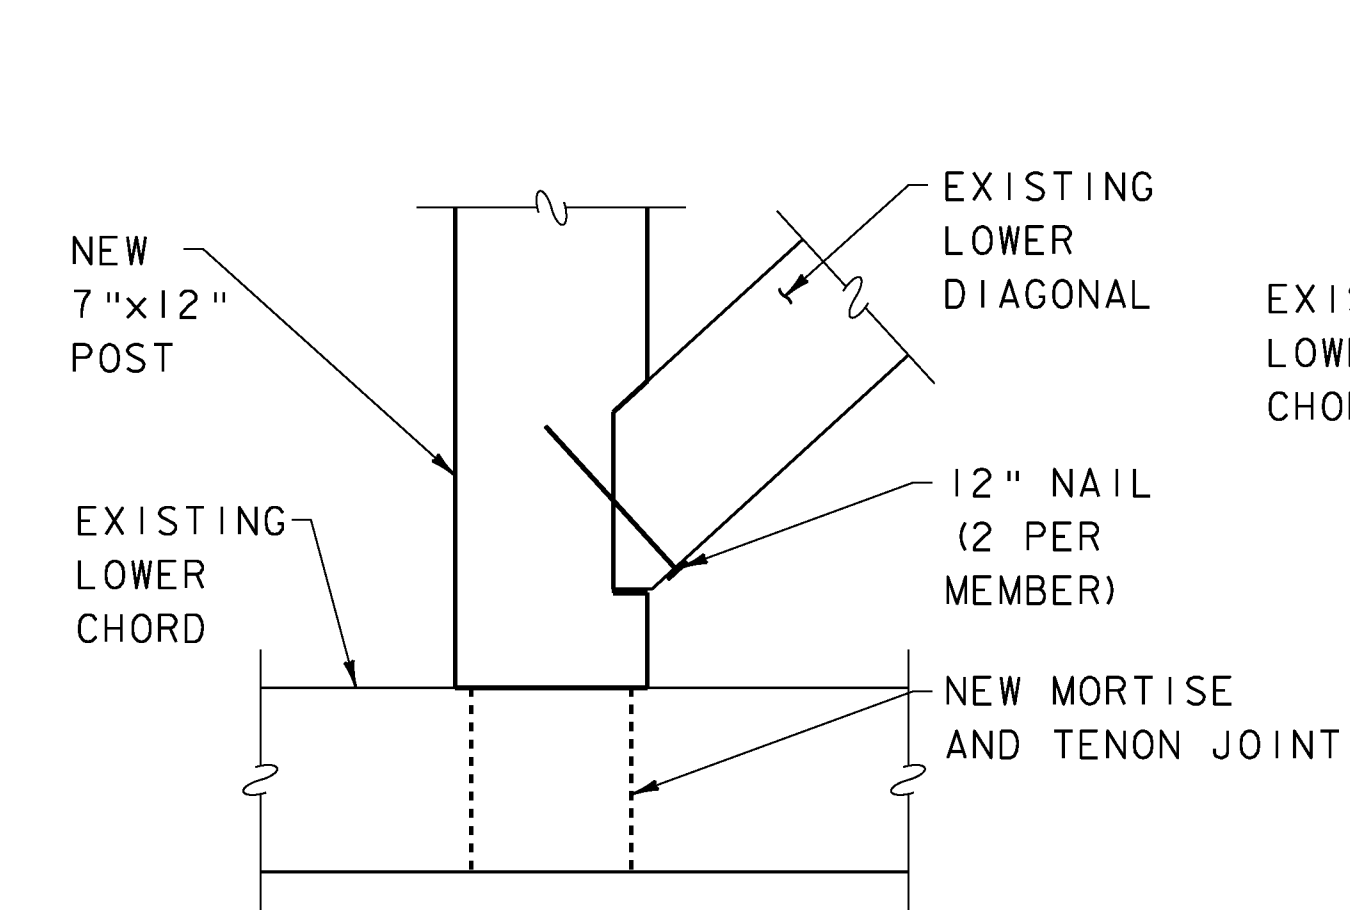 EXISTING
LOWER
DIAGONAL
NEW
7"x12"
POST
12" NAIL
(2 PER
MEMBER)
EXISTING
LOWER
CHORD
NEW MORTISE
AND TENON JOINT